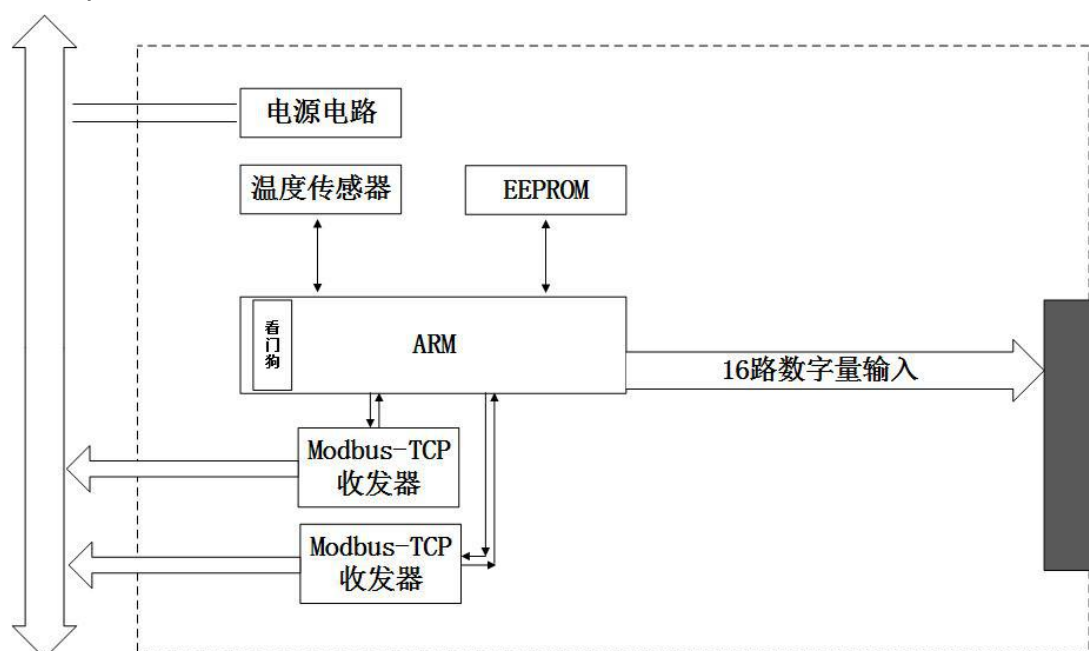 电源电路
温度传感器
EEPROM
看门狗
ARM
16路数字量输入
Modbus-TCP
收发器
Modbus-TCP
收发器